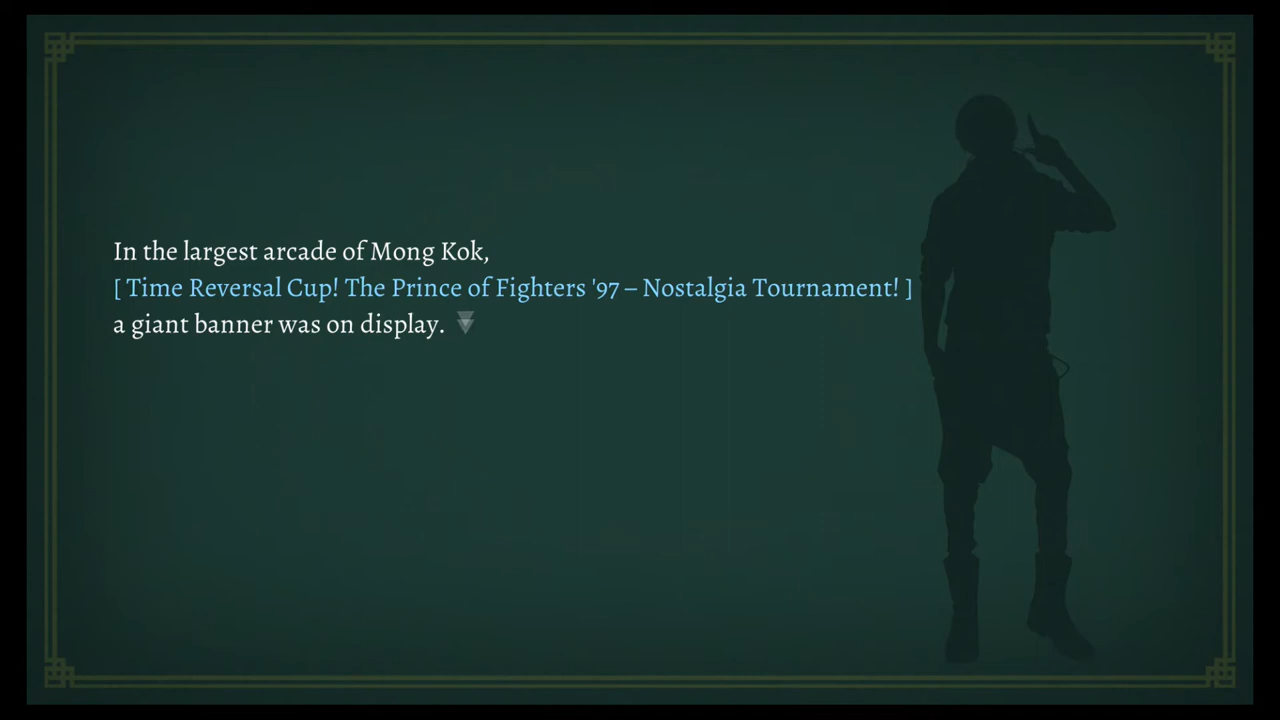 In the largest arcade of Mong Kok,
[ Time Reversal Cup! The Prince of Fighters '97 – Nostalgia Tournament! ]
a giant banner was on display.